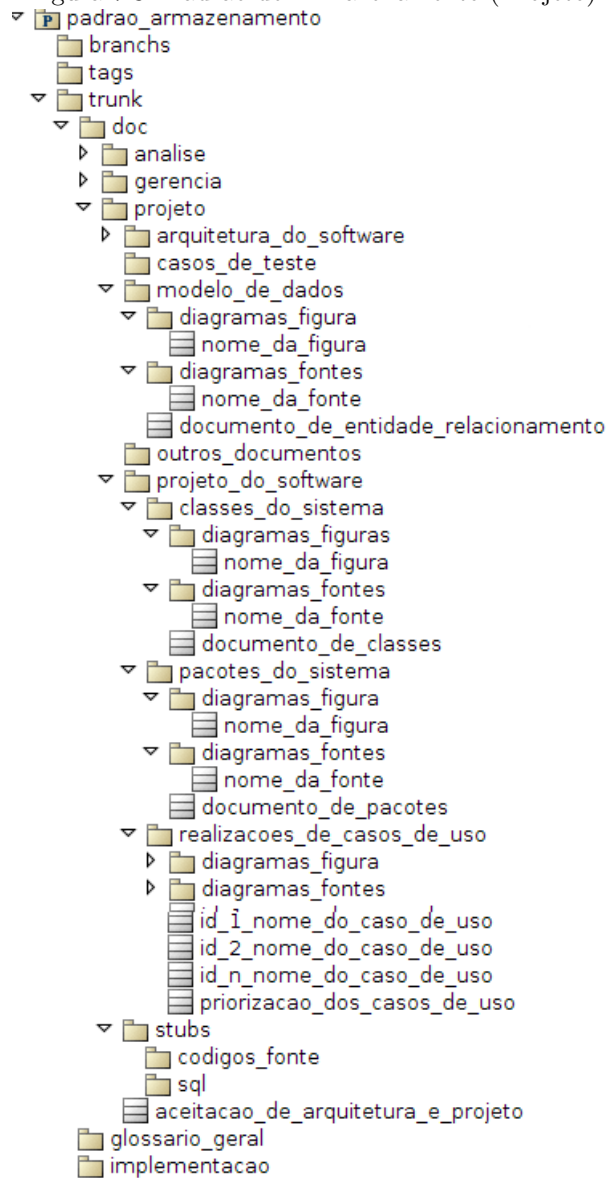 padrao_armazenamento
branchs
tags
trunk
doc
analise
gerencia
projeto
arquitetura_do_software
casos_de_teste
modelo_de_dados
diagramas_figura
nome_da_figura
diagramas_fontes
nome_da_fonte
documento_de_entidade_relacionamento
outros_documentos
projeto_do_software
classes_do_sistema
diagramas_figuras
nome_da_figura
diagramas_fontes
nome_da_fonte
documento_de_classes
pacotes_do_sistema
diagramas_figura
nome_da_figura
diagramas_fontes
nome_da_fonte
documento_de_pacotes
realizacoes_de_casos_de_uso
diagramas_figura
diagramas_fontes
id_1_nome_do_caso_de_uso
id_2_nome_do_caso_de_uso
id_n_nome_do_caso_de_uso
priorizacao_dos_casos_de_uso
stubs
codigos_fonte
sql
aceitacao_de_arquitetura_e_projeto
glossario_geral
implementacao